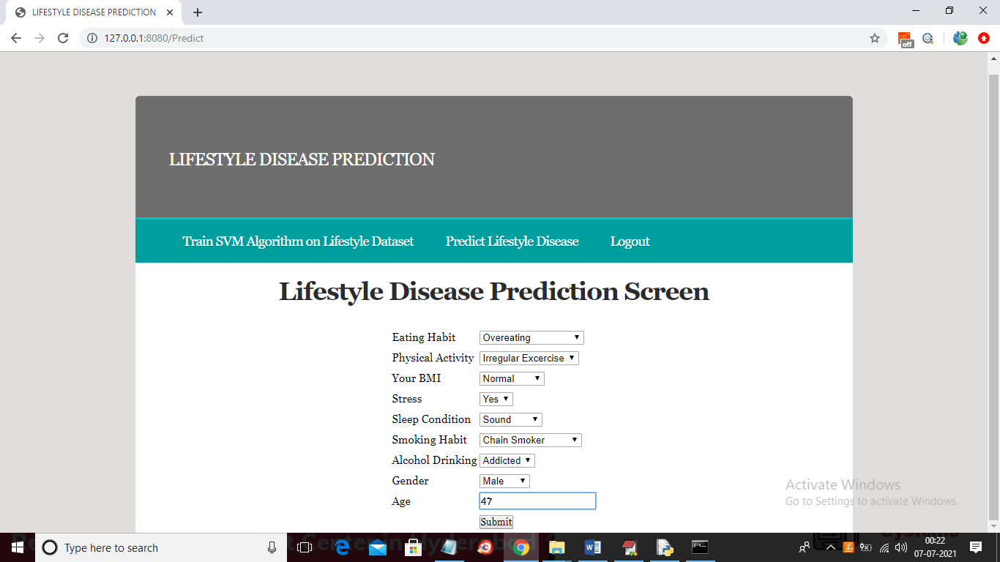 LIFESTYLE DISEASE PREDICTION
127.0.0.1:8080/Predict
off
LIFESTYLE DISEASE PREDICTION
Train SVM Algorithm on Lifestyle Dataset Predict Lifestyle Disease Logout
Lifestyle Disease Prediction Screen
Eating Habit Overeating
Physical Activity Irregular Excercise
Your BMI Normal
Stress Yes
Sleep Condition Sound
Smoking Habit Chain Smoker
Alcohol Drinking Addicted
Gender Male
Age 47
Submit
Activate Windows
Go to Settings to activate Windows.
Type here to search
00:22
07-07-2021